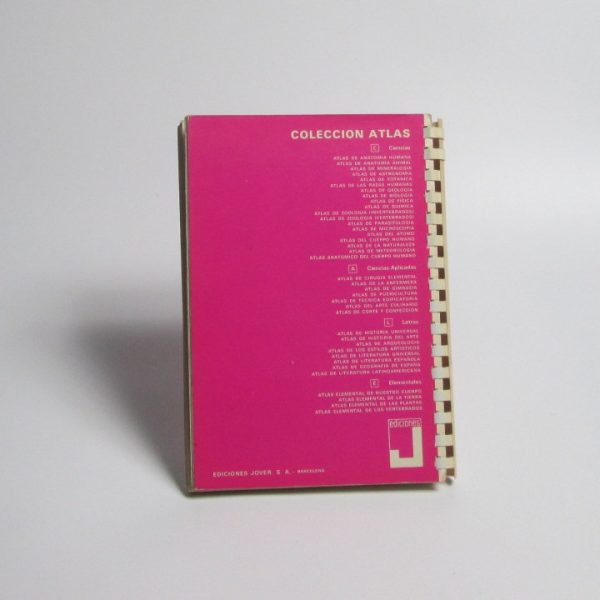 COLECCION ATLAS
C Ciencias
ATLAS DE ANATOMIA HUMANA
ATLAS DE ANATOMIA ANIMAL
ATLAS DE MINERALOGIA
ATLAS DE ASTRONOMIA
ATLAS DE BOTANICA
ATLAS DE LAS RAZAS HUMANAS
ATLAS DE GEOLOGIA
ATLAS DE BIOLOGIA
ATLAS DE FISICA
ATLAS DE QUIMICA
ATLAS DE ZOOLOGIA (INVERTEBRADOS)
ATLAS DE ZOOLOGIA (VERTEBRADOS)
ATLAS DE PARASITOLOGIA
ATLAS DE MICROSCOPIA
ATLAS DEL ATOMO
ATLAS DEL CUERPO HUMANO
ATLAS DE LA NATURALEZA
ATLAS DE METEOROLOGIA
ATLAS ANATOMICO DEL CUERPO HUMANO
A Ciencias Aplicadas
ATLAS DE CIRUGIA ELEMENTAL
ATLAS DE LA ENFERMERA
ATLAS DE GIMNASIA
ATLAS DE PUERICULTURA
ATLAS DE TECNICA EDIFICATORIA
ATLAS DEL ARTE CULINARIO
ATLAS DE CORTE Y CONFECCION
L Letras
ATLAS DE HISTORIA UNIVERSAL
ATLAS DE HISTORIA DEL ARTE
ATLAS DE ARQUEOLOGIA
ATLAS DE LOS ESTILOS ARTISTICOS
ATLAS DE LITERATURA UNIVERSAL
ATLAS DE LITERATURA ESPAÑOLA
ATLAS DE GEOGRAFIA DE ESPAÑA
ATLAS DE LITERATURA LATINOAMERICANA
E Elementales
ATLAS ELEMENTAL DE NUESTRO CUERPO
ATLAS ELEMENTAL DE LA TIERRA
ATLAS ELEMENTAL DE LAS PLANTAS
ATLAS ELEMENTAL DE LOS VERTEBRADOS
ediciones
J
EDICIONES JOVER, S. A. - BARCELONA